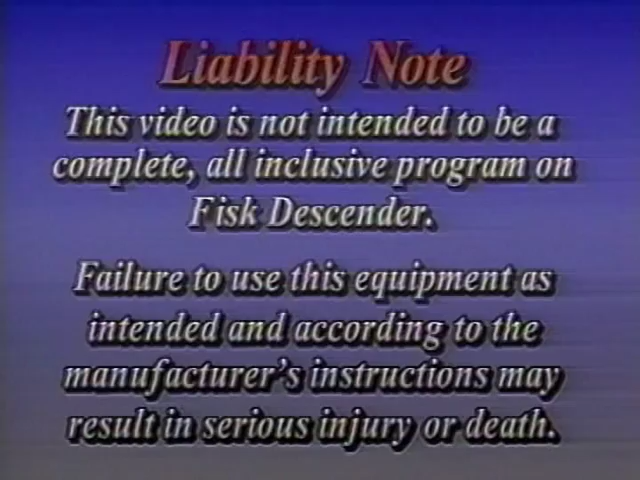 Liability Note
This video is not intended to be a
complete, all inclusive program on
Fisk Descender.
Failure to use this equipment as
intended and according to the
manufacturer's instructions may
result in serious injury or death.